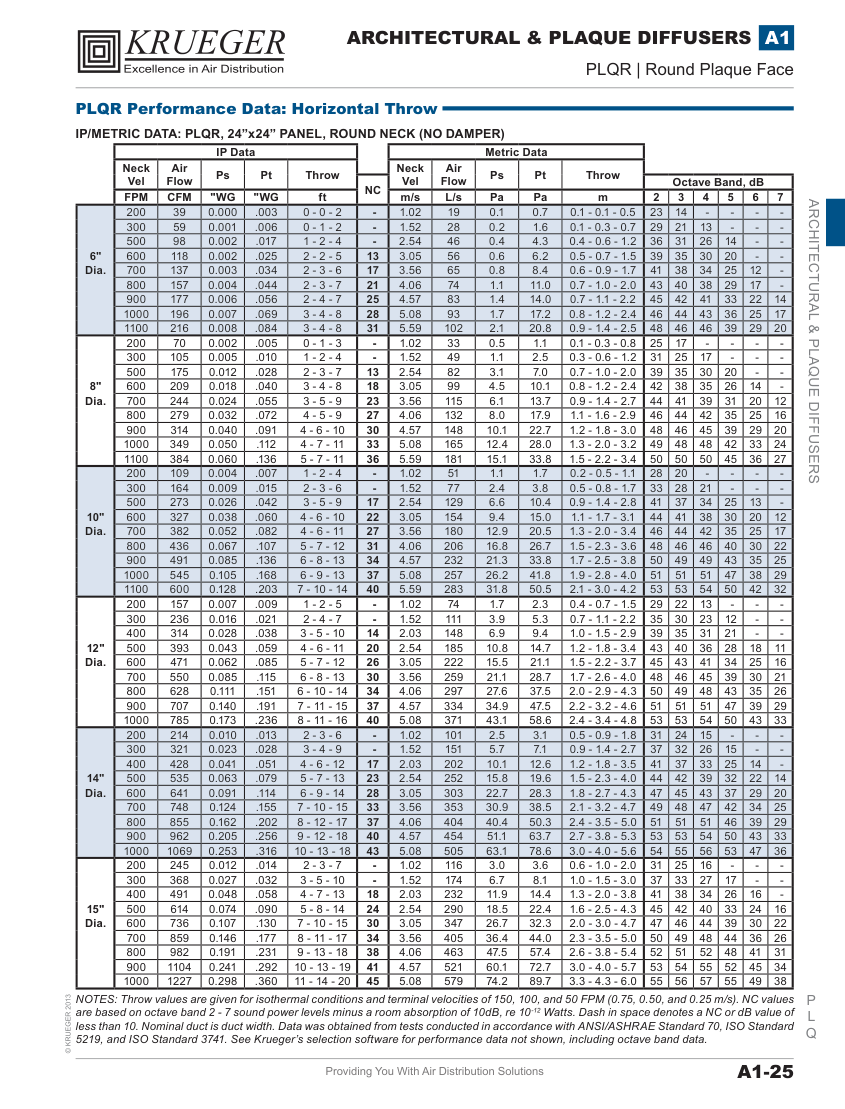 KRUEGER
Excellence in Air Distribution
ARCHITECTURAL & PLAQUE DIFFUSERS A1
PLQR | Round Plaque Face
PLQR Performance Data: Horizontal Throw
IP/METRIC DATA: PLQR, 24”x24” PANEL, ROUND NECK (NO DAMPER)
IP Data Metric Data
Neck Vel Air Flow Ps Pt Throw NC Neck Vel Air Flow Ps Pt Throw Octave Band, dB
FPM CFM "WG "WG ft m/s L/s Pa Pa m 2 3 4 5 6 7
6" Dia.
200 39 0.000 .003 0 - 0 - 2 - 1.02 19 0.1 0.7 0.1 - 0.1 - 0.5 23 14 - - - -
300 59 0.001 .006 0 - 1 - 2 - 1.52 28 0.2 1.6 0.1 - 0.3 - 0.7 29 21 13 - - -
500 98 0.002 .017 1 - 2 - 4 - 2.54 46 0.4 4.3 0.4 - 0.6 - 1.2 36 31 26 14 - -
600 118 0.002 .025 2 - 2 - 5 13 3.05 56 0.6 6.2 0.5 - 0.7 - 1.5 39 35 30 20 - -
700 137 0.003 .034 2 - 3 - 6 17 3.56 65 0.8 8.4 0.6 - 0.9 - 1.7 41 38 34 25 12 -
800 157 0.004 .044 2 - 3 - 7 21 4.06 74 1.1 11.0 0.7 - 1.0 - 2.0 43 40 38 29 17 -
900 177 0.006 .056 2 - 4 - 7 25 4.57 83 1.4 14.0 0.7 - 1.1 - 2.2 45 42 41 33 22 14
1000 196 0.007 .069 3 - 4 - 8 28 5.08 93 1.7 17.2 0.8 - 1.2 - 2.4 46 44 43 36 25 17
1100 216 0.008 .084 3 - 4 - 8 31 5.59 102 2.1 20.8 0.9 - 1.4 - 2.5 48 46 46 39 29 20
8" Dia.
200 70 0.002 .005 0 - 1 - 3 - 1.02 33 0.5 1.1 0.1 - 0.3 - 0.8 25 17 - - - -
300 105 0.005 .010 1 - 2 - 4 - 1.52 49 1.1 2.5 0.3 - 0.6 - 1.2 31 25 17 - - -
500 175 0.012 .028 2 - 3 - 7 13 2.54 82 3.1 7.0 0.7 - 1.0 - 2.0 39 35 30 20 - -
600 209 0.018 .040 3 - 4 - 8 18 3.05 99 4.5 10.1 0.8 - 1.2 - 2.4 42 38 35 26 14 -
700 244 0.024 .055 3 - 5 - 9 23 3.56 115 6.1 13.7 0.9 - 1.4 - 2.7 44 41 39 31 20 12
800 279 0.032 .072 4 - 5 - 9 27 4.06 132 8.0 17.9 1.1 - 1.6 - 2.9 46 44 42 35 25 16
900 314 0.040 .091 4 - 6 - 10 30 4.57 148 10.1 22.7 1.2 - 1.8 - 3.0 48 46 45 39 29 20
1000 349 0.050 .112 4 - 7 - 11 33 5.08 165 12.4 28.0 1.3 - 2.0 - 3.2 49 48 48 42 33 24
1100 384 0.060 .136 5 - 7 - 11 36 5.59 181 15.1 33.8 1.5 - 2.2 - 3.4 50 50 50 45 36 27
10" Dia.
200 109 0.004 .007 1 - 2 - 4 - 1.02 51 1.1 1.7 0.2 - 0.5 - 1.1 28 20 - - - -
300 164 0.009 .015 2 - 3 - 6 - 1.52 77 2.4 3.8 0.5 - 0.8 - 1.7 33 28 21 - - -
500 273 0.026 .042 3 - 5 - 9 17 2.54 129 6.6 10.4 0.9 - 1.4 - 2.8 41 37 34 25 13 -
600 327 0.038 .060 4 - 6 - 10 22 3.05 154 9.4 15.0 1.1 - 1.7 - 3.1 44 41 38 30 20 12
700 382 0.052 .082 4 - 6 - 11 27 3.56 180 12.9 20.5 1.3 - 2.0 - 3.4 46 44 42 35 25 17
800 436 0.067 .107 5 - 7 - 12 31 4.06 206 16.8 26.7 1.5 - 2.3 - 3.6 48 46 46 40 30 22
900 491 0.085 .136 6 - 8 - 13 34 4.57 232 21.3 33.8 1.7 - 2.5 - 3.8 50 49 49 43 35 25
1000 545 0.105 .168 6 - 9 - 13 37 5.08 257 26.2 41.8 1.9 - 2.8 - 4.0 51 51 51 47 38 29
1100 600 0.128 .203 7 - 10 - 14 40 5.59 283 31.8 50.5 2.1 - 3.0 - 4.2 53 53 54 50 42 32
12" Dia.
200 157 0.007 .009 1 - 2 - 5 - 1.02 74 1.7 2.3 0.4 - 0.7 - 1.5 29 22 13 - - -
300 236 0.016 .021 2 - 4 - 7 - 1.52 111 3.9 5.3 0.7 - 1.1 - 2.2 35 30 23 12 - -
400 314 0.028 .038 3 - 5 - 10 14 2.03 148 6.9 9.4 1.0 - 1.5 - 2.9 39 35 31 21 - -
500 393 0.043 .059 4 - 6 - 11 20 2.54 185 10.8 14.7 1.2 - 1.8 - 3.4 43 40 36 28 18 11
600 471 0.062 .085 5 - 7 - 12 26 3.05 222 15.5 21.1 1.5 - 2.2 - 3.7 45 43 41 34 25 16
700 550 0.085 .115 6 - 8 - 13 30 3.56 259 21.1 28.7 1.7 - 2.6 - 4.0 48 46 45 39 30 21
800 628 0.111 .151 6 - 10 - 14 34 4.06 297 27.6 37.5 2.0 - 2.9 - 4.3 50 49 48 43 35 26
900 707 0.140 .191 7 - 11 - 15 37 4.57 334 34.9 47.5 2.2 - 3.2 - 4.6 51 51 51 47 39 29
1000 785 0.173 .236 8 - 11 - 16 40 5.08 371 43.1 58.6 2.4 - 3.4 - 4.8 53 53 54 50 43 33
14" Dia.
200 214 0.010 .013 2 - 3 - 6 - 1.02 101 2.5 3.1 0.5 - 0.9 - 1.8 31 24 15 - - -
300 321 0.023 .028 3 - 4 - 9 - 1.52 151 5.7 7.1 0.9 - 1.4 - 2.7 37 32 26 15 - -
400 428 0.041 .051 4 - 6 - 12 17 2.03 202 10.1 12.6 1.2 - 1.8 - 3.5 41 37 33 25 14 -
500 535 0.063 .079 5 - 7 - 13 23 2.54 252 15.8 19.6 1.5 - 2.3 - 4.0 44 42 39 32 22 14
600 641 0.091 .114 6 - 9 - 14 28 3.05 303 22.7 28.3 1.8 - 2.7 - 4.3 47 45 43 37 29 20
700 748 0.124 .155 7 - 10 - 15 33 3.56 353 30.9 38.5 2.1 - 3.2 - 4.7 49 48 47 42 34 25
800 855 0.162 .202 8 - 12 - 17 37 4.06 404 40.4 50.3 2.4 - 3.5 - 5.0 51 51 51 46 39 29
900 962 0.205 .256 9 - 12 - 18 40 4.57 454 51.1 63.7 2.7 - 3.8 - 5.3 53 53 54 50 43 33
1000 1069 0.253 .316 10 - 13 - 18 43 5.08 505 63.1 78.6 3.0 - 4.0 - 5.6 54 55 56 53 47 36
15" Dia.
200 245 0.012 .014 2 - 3 - 7 - 1.02 116 3.0 3.6 0.6 - 1.0 - 2.0 31 25 16 - - -
300 368 0.027 .032 3 - 5 - 10 - 1.52 174 6.7 8.1 1.0 - 1.5 - 3.0 37 33 27 17 - -
400 491 0.048 .058 4 - 7 - 13 18 2.03 232 11.9 14.4 1.3 - 2.0 - 3.8 41 38 34 26 16 -
500 614 0.074 .090 5 - 8 - 14 24 2.54 290 18.5 22.4 1.6 - 2.5 - 4.3 45 42 40 33 24 16
600 736 0.107 .130 7 - 10 - 15 30 3.05 347 26.7 32.3 2.0 - 3.0 - 4.7 47 46 44 39 30 22
700 859 0.146 .177 8 - 11 - 17 34 3.56 405 36.4 44.0 2.3 - 3.5 - 5.0 50 49 48 44 36 26
800 982 0.191 .231 9 - 13 - 18 38 4.06 463 47.5 57.4 2.6 - 3.8 - 5.4 52 51 52 48 41 31
900 1104 0.241 .292 10 - 13 - 19 41 4.57 521 60.1 72.7 3.0 - 4.0 - 5.7 53 54 55 52 45 34
1000 1227 0.298 .360 11 - 14 - 20 45 5.08 579 74.2 89.7 3.3 - 4.3 - 6.0 55 56 57 55 49 38
NOTES: Throw values are given for isothermal conditions and terminal velocities of 150, 100, and 50 FPM (0.75, 0.50, and 0.25 m/s). NC values
are based on octave band 2 - 7 sound power levels minus a room absorption of 10dB, re 10-12 Watts. Dash in space denotes a NC or dB value of
less than 10. Nominal duct is duct width. Data was obtained from tests conducted in accordance with ANSI/ASHRAE Standard 70, ISO Standard
5219, and ISO Standard 3741. See Krueger's selection software for performance data not shown, including octave band data.
© KRUEGER 2013
ARCHITECTURAL & PLAQUE DIFFUSERS
PLQ
Providing You With Air Distribution Solutions
A1-25